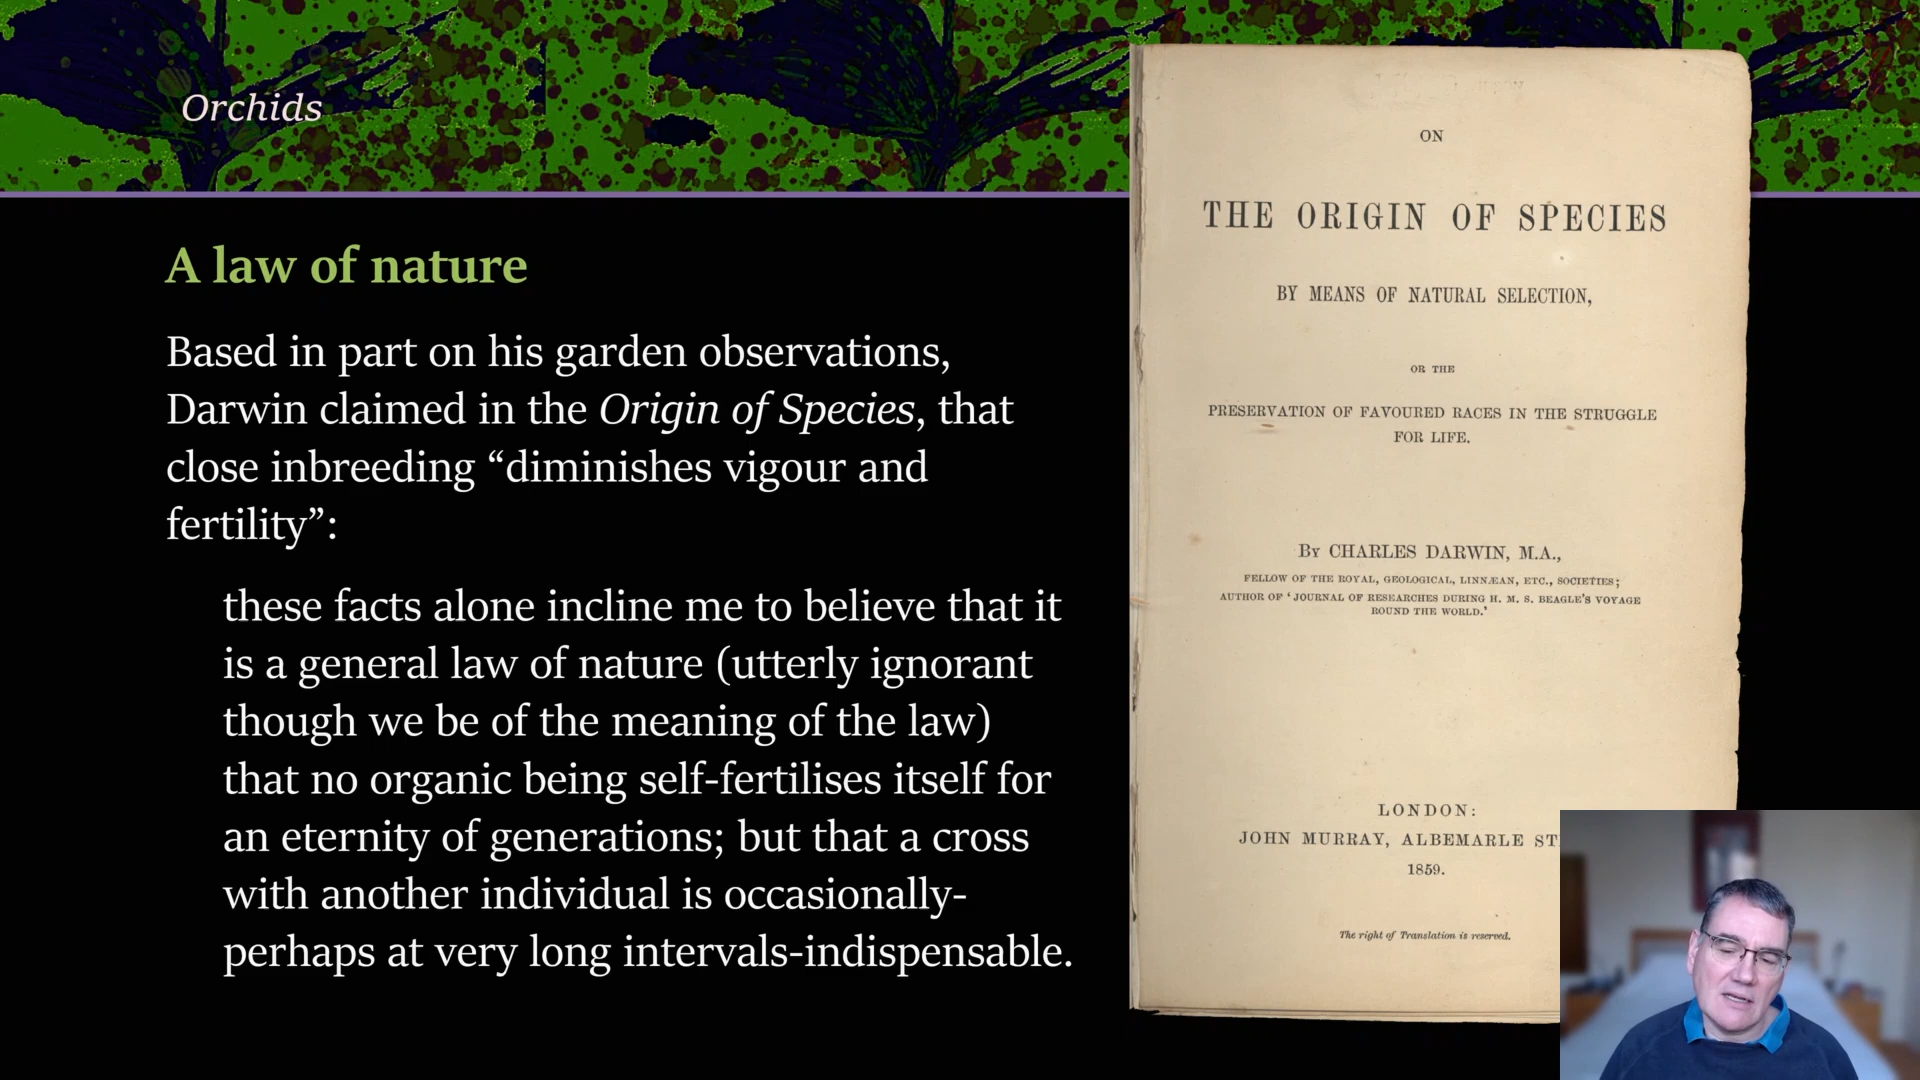 Orchids
A law of nature
Based in part on his garden observations,
Darwin claimed in the Origin of Species, that
close inbreeding “diminishes vigour and
fertility”:
these facts alone incline me to believe that it
is a general law of nature (utterly ignorant
though we be of the meaning of the law)
that no organic being self-fertilises itself for
an eternity of generations; but that a cross
with another individual is occasionally-
perhaps at very long intervals-indispensable.
ON
THE ORIGIN OF SPECIES
BY MEANS OF NATURAL SELECTION,
OR THE
PRESERVATION OF FAVOURED RACES IN THE STRUGGLE
FOR LIFE.
BY CHARLES DARWIN, M.A.,
FELLOW OF THE ROYAL, GEOLOGICAL, LINNÆAN, ETC., SOCIETIES;
AUTHOR OF ‘JOURNAL OF RESEARCHES DURING H. M. S. BEAGLE’S VOYAGE
ROUND THE WORLD.’
LONDON:
JOHN MURRAY, ALBEMARLE ST
1859.
The right of Translation is reserved.